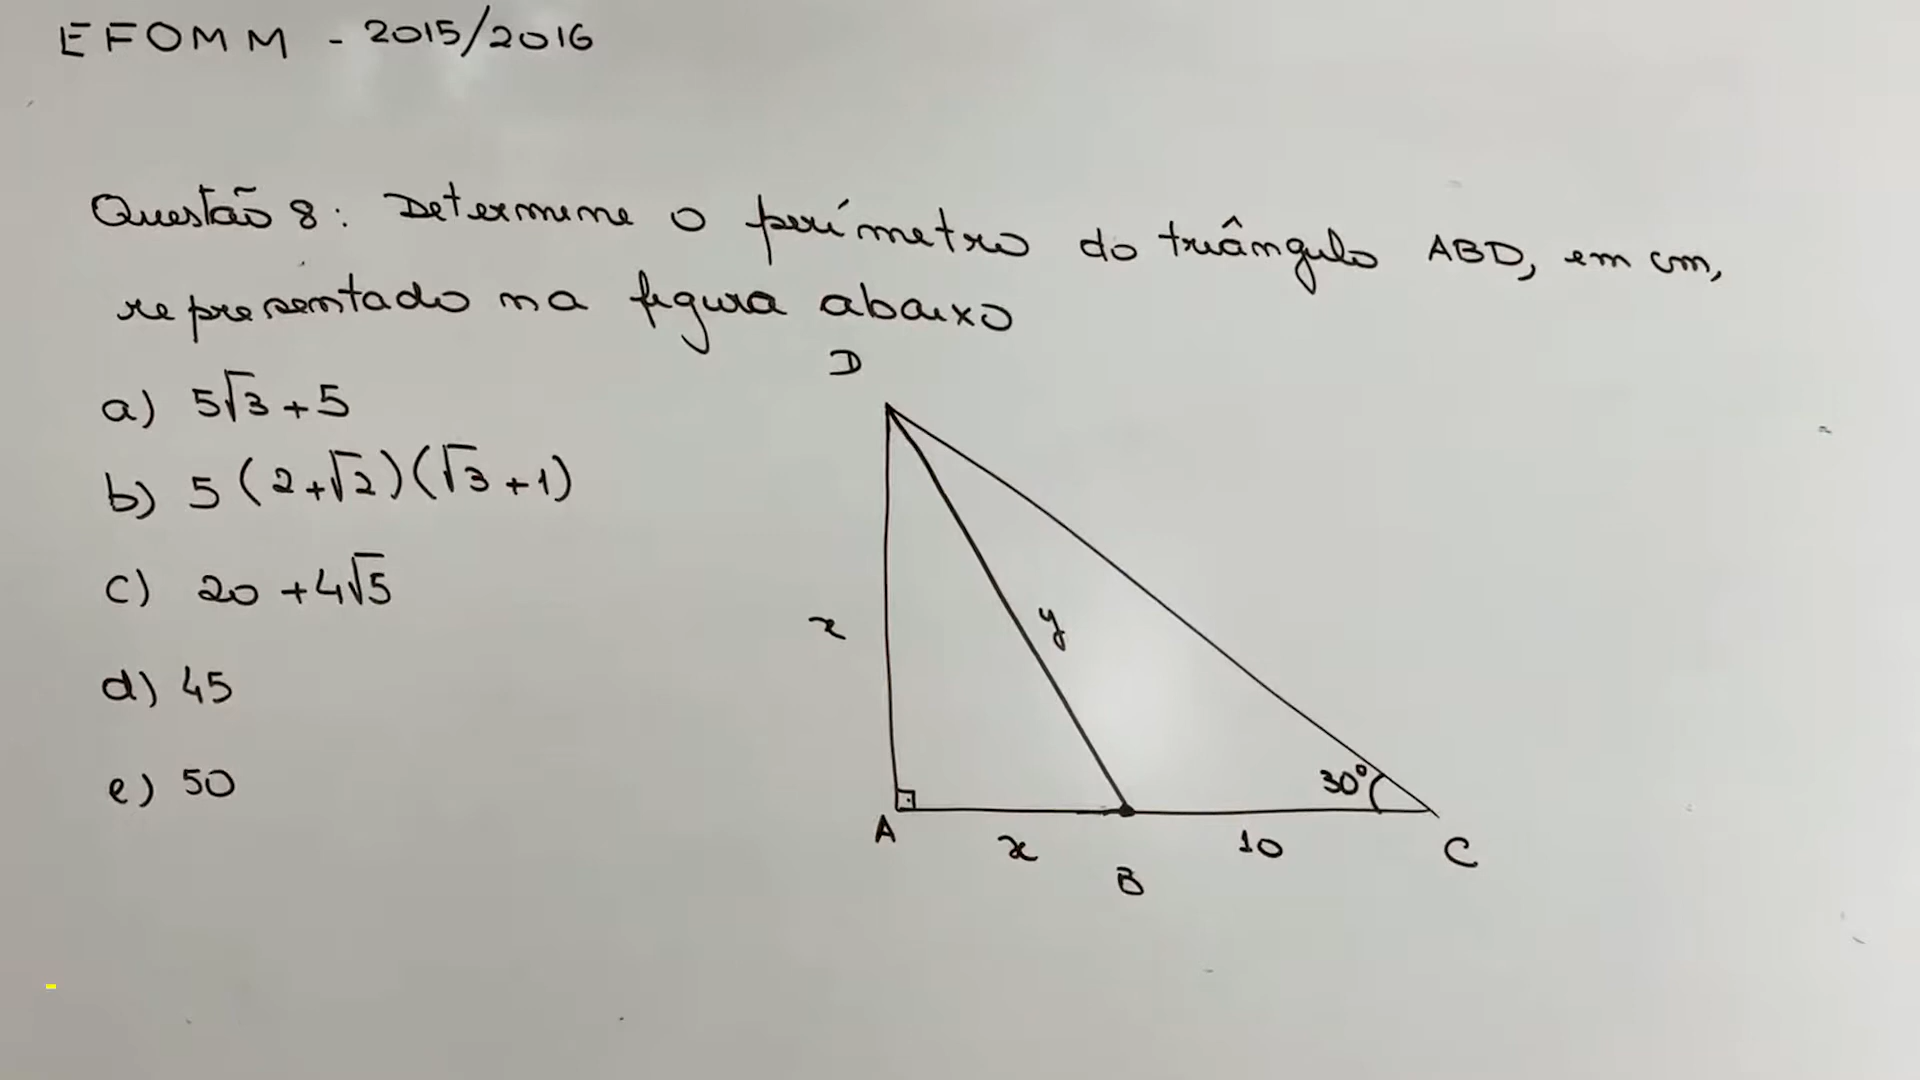 EFOMM - 2015/2016
Questão 8: Determine o perímetro do triângulo ABD, em cm,
representado na figura abaixo
a) 5√3 + 5
b) 5 (2+√2)(√3 + 1)
c) 20 + 4√5
d) 45
e) 50
D
x
y
30°
A
x
B
10
C